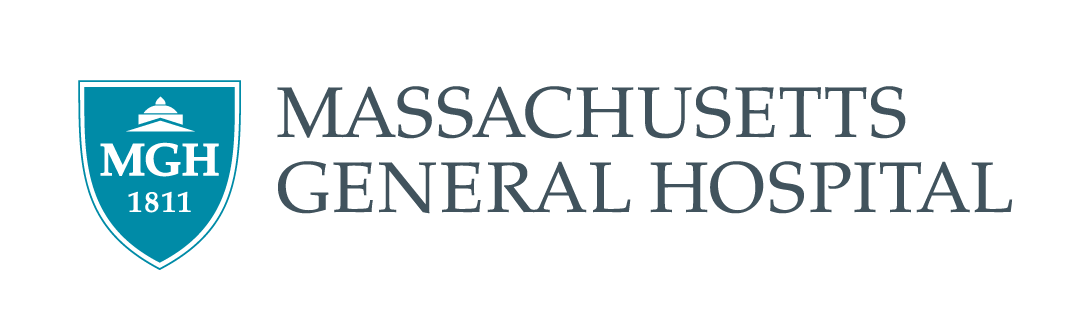 MGH
1811
MASSACHUSETTS
GENERAL HOSPITAL